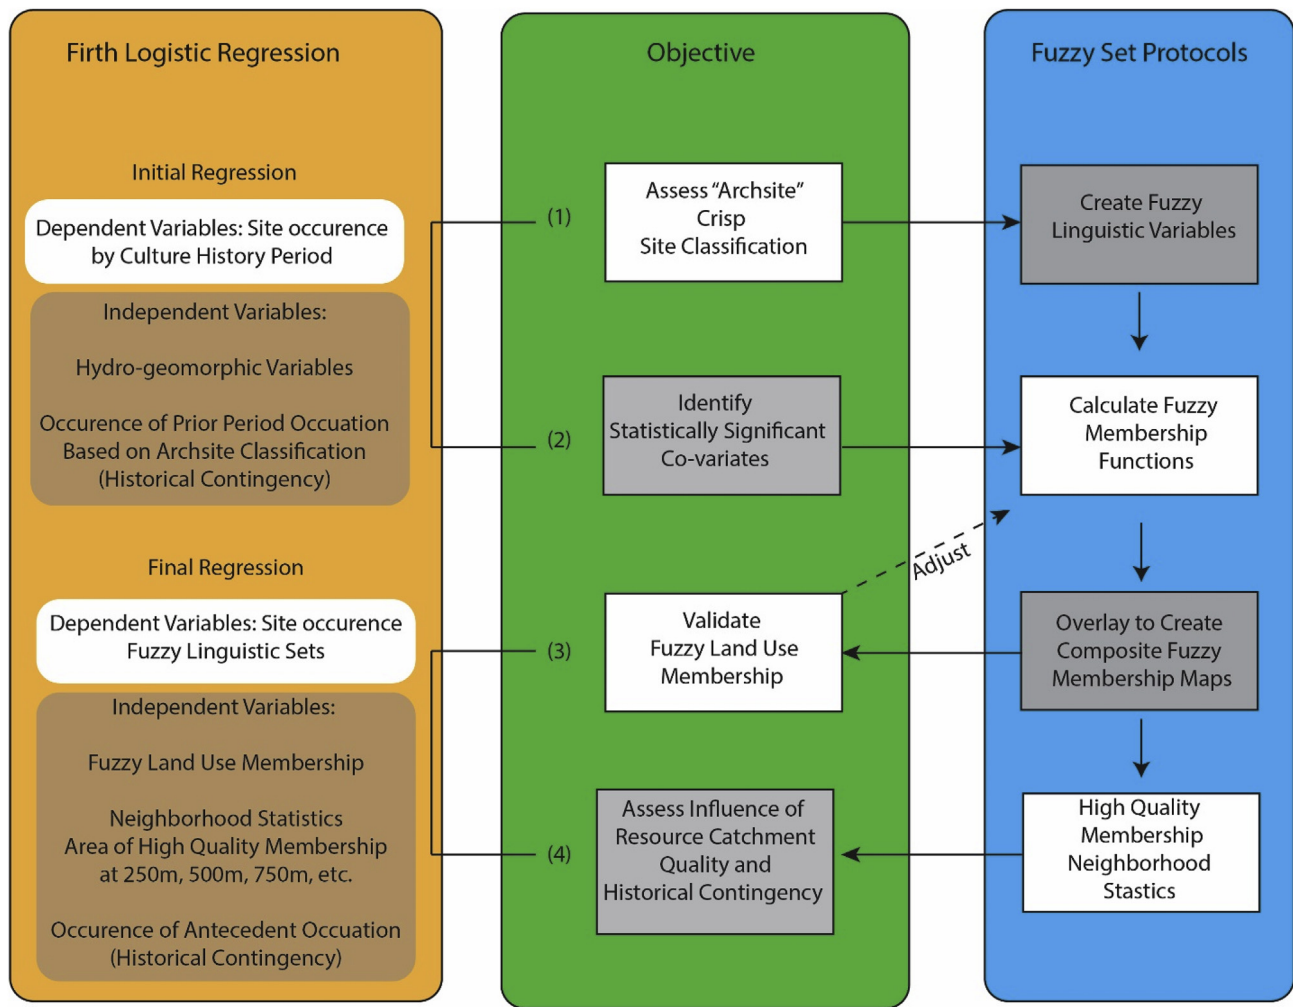 Firth Logistic Regression
Initial Regression
Dependent Variables: Site occurence
by Culture History Period
Independent Variables:
Hydro-geomorphic Variables
Occurence of Prior Period Occuation
Based on Archsite Classification
(Historical Contingency)
Final Regression
Dependent Variables: Site occurence
Fuzzy Linguistic Sets
Independent Variables:
Fuzzy Land Use Membership
Neighborhood Statistics
Area of High Quality Membership
at 250m, 500m, 750m, etc.
Occurence of Antecedent Occuation
(Historical Contingency)
Objective
(1)
Assess “Archsite”
Crisp
Site Classification
(2)
Identify
Statistically Significant
Co-variates
(3)
Validate
Fuzzy Land Use
Membership
(4)
Assess Influence of
Resource Catchment
Quality and
Historical Contingency
Adjust
Fuzzy Set Protocols
Create Fuzzy
Linguistic Variables
Calculate Fuzzy
Membership
Functions
Overlay to Create
Composite Fuzzy
Membership Maps
High Quality
Membership
Neighborhood
Stastics